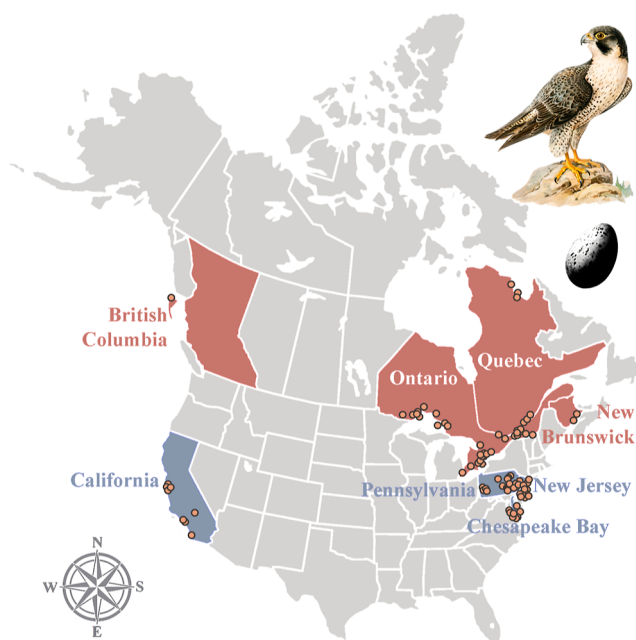 British
Columbia
Ontario
Quebec
New
Brunswick
California
Pennsylvania
New Jersey
Chesapeake Bay
N
W
S
E